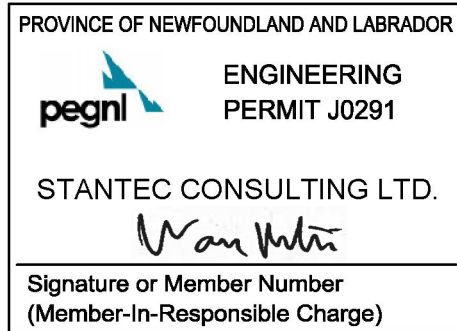 PROVINCE OF NEWFOUNDLAND AND LABRADOR
pegnl
ENGINEERING
PERMIT J0291
STANTEC CONSULTING LTD.
Signature or Member Number
(Member-In-Responsible Charge)